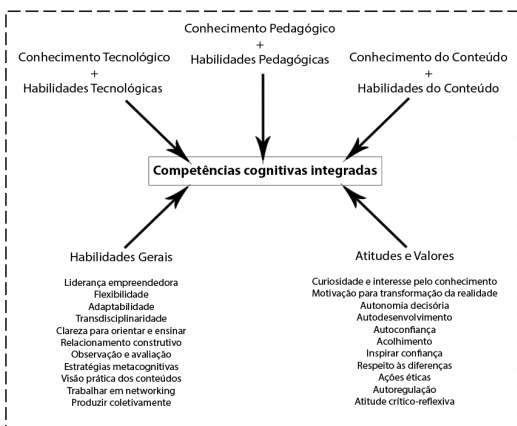 Conhecimento Pedagógico
+
Habilidades Pedagógicas
Conhecimento Tecnológico
+
Habilidades Tecnológicas
Conhecimento do Conteúdo
+
Habilidades do Conteúdo
Competências cognitivas integradas
Habilidades Gerais
Liderança empreendedora
Flexibilidade
Adaptabilidade
Transdisciplinaridade
Clareza para orientar e ensinar
Relacionamento construtivo
Observação e avaliação
Estratégias metacognitivas
Visão prática dos conteúdos
Trabalhar em networking
Produzir coletivamente
Atitudes e Valores
Curiosidade e interesse pelo conhecimento
Motivação para transformação da realidade
Autonomia decisória
Autodesenvolvimento
Autoconfiança
Acolhimento
Inspirar confiança
Respeito às diferenças
Ações éticas
Autoregulação
Atitude crítico-reflexiva